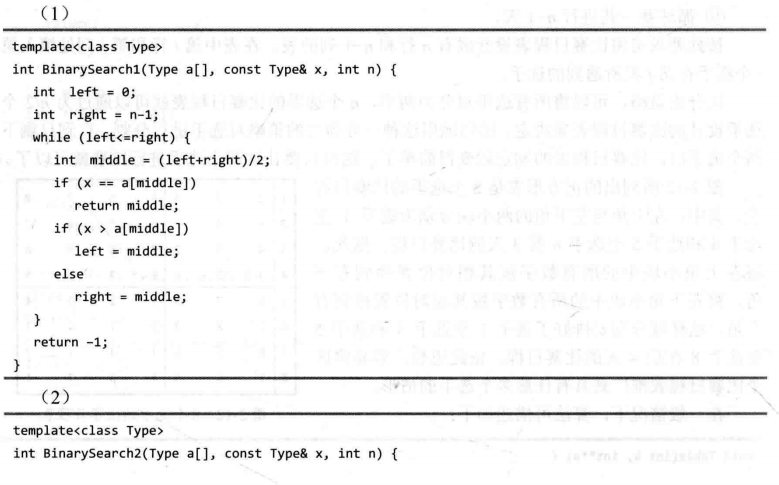 (1)
template<class Type>
int BinarySearch1(Type a[], const Type& x, int n) {
int left = 0;
int right = n-1;
while (left<=right) {
int middle = (left+right)/2;
if (x == a[middle])
return middle;
if (x > a[middle])
left = middle;
else
right = middle;
}
return -1;
}
(2)
template<class Type>
int BinarySearch2(Type a[], const Type& x, int n) {